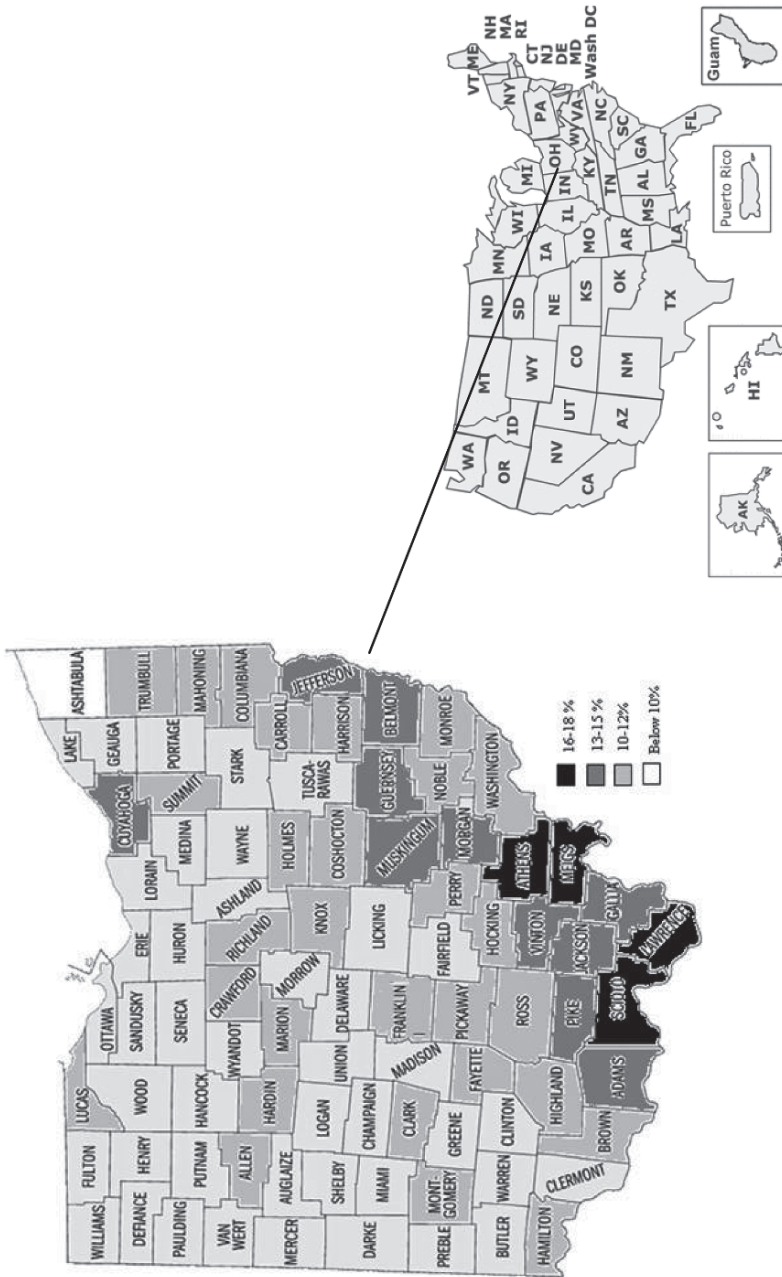 WILLIAMS
FULTON
LUCAS
OTTAWA
LAKE
ASHTABULA
DEFIANCE
HENRY
WOOD
SANDUSKY
ERIE
LORAIN
CUYAHOGA
GEAUGA
TRUMBULL
PAULDING
PUTNAM
HANCOCK
SENECA
HURON
MEDINA
SUMMIT
PORTAGE
MAHONING
VAN
WERT
ALLEN
HARDIN
WYANDOT
CRAWFORD
RICHLAND
ASHLAND
WAYNE
STARK
COLUMBIANA
MERCER
AUGLAIZE
LOGAN
MARION
MORROW
KNOX
HOLMES
TUSCA-
RAWAS
CARROLL
JEFFERSON
DARKE
SHELBY
CHAMPAIGN
UNION
DELAWARE
LICKING
COSHOCTON
HARRISON
MIAMI
CLARK
MADISON
FRANKLIN
FAIRFIELD
MUSKINGUM
GUERNSEY
BELMONT
PREBLE
MONT-
GOMERY
GREENE
FAYETTE
PICKAWAY
PERRY
MORGAN
NOBLE
MONROE
BUTLER
WARREN
CLINTON
ROSS
HOCKING
ATHENS
WASHINGTON
HAMILTON
CLERMONT
HIGHLAND
PIKE
VINTON
MEIGS
BROWN
ADAMS
SCIOTO
JACKSON
GALLIA
LAWRENCE
16-18 %
13-15 %
10-12%
Below 10%
WA
MT
ND
MN
VT
ME
NH
MA
RI
CT
NJ
DE
MD
Wash DC
OR
ID
WY
SD
WI
MI
NY
PA
NV
UT
CO
NE
IA
IL
IN
OH
WV
VA
CA
AZ
NM
KS
MO
KY
TN
NC
SC
OK
AR
MS
AL
GA
TX
LA
FL
AK
HI
Puerto Rico
Guam